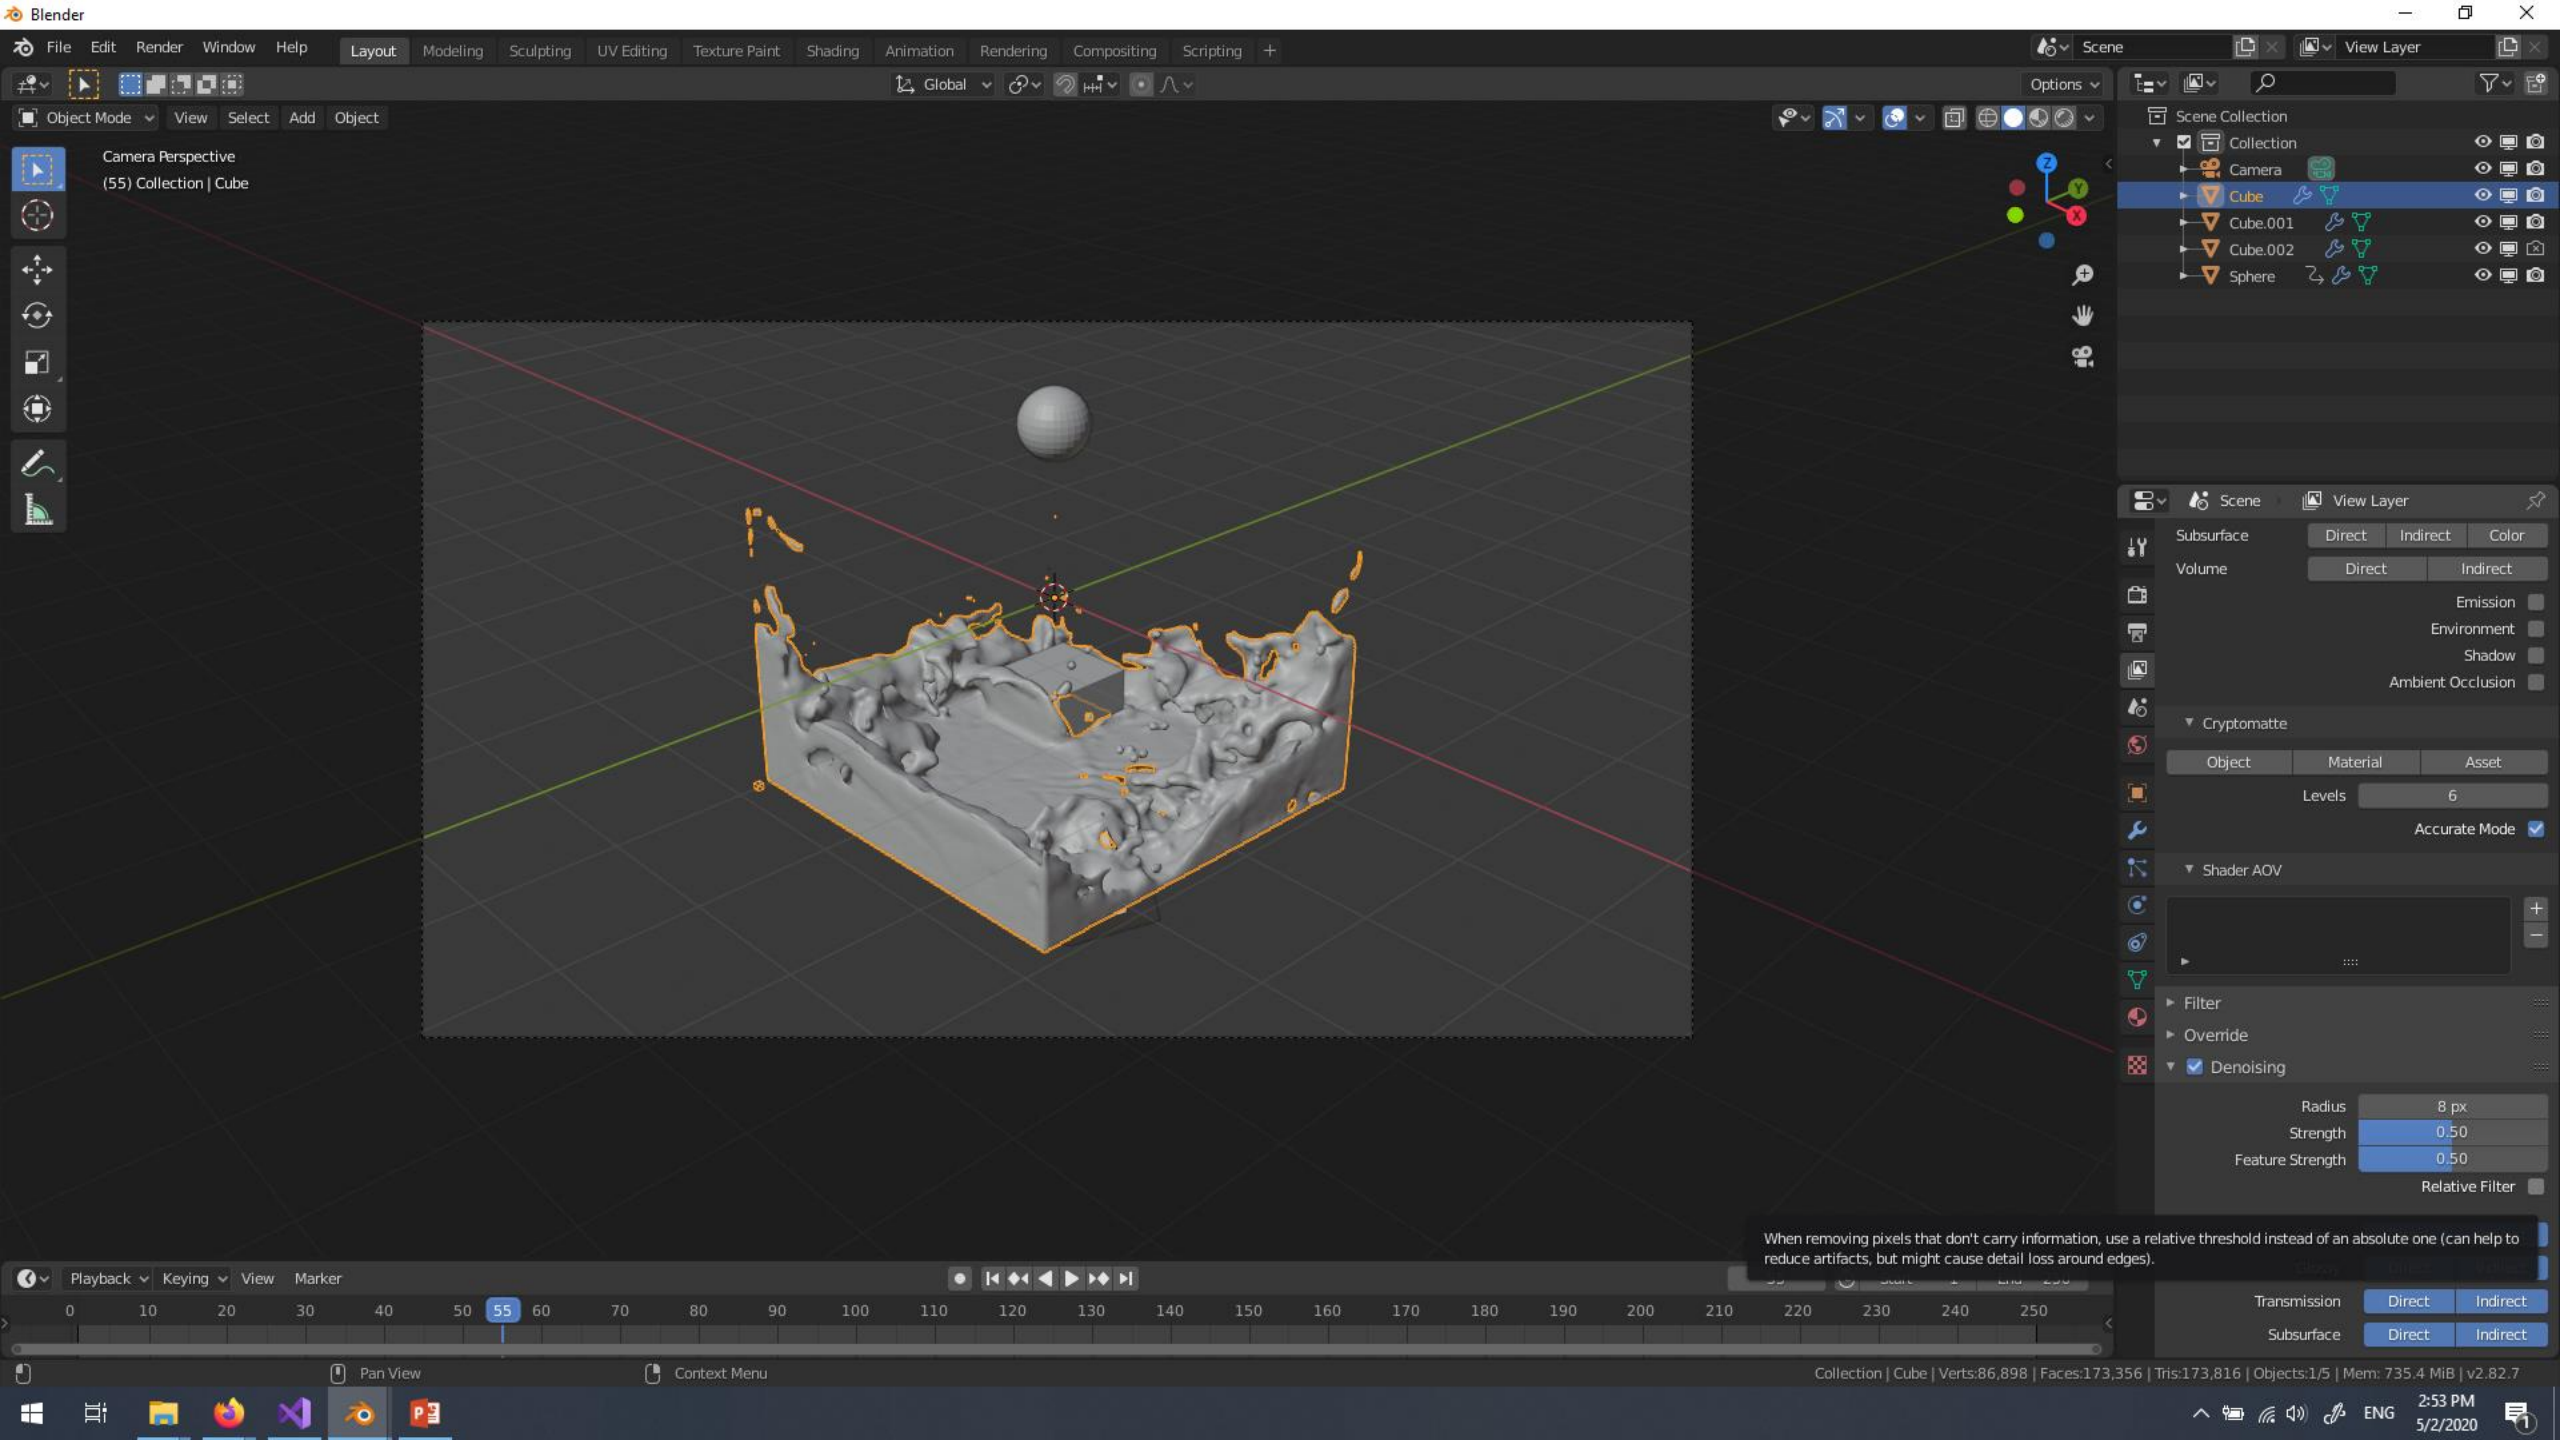 Blender
File Edit Render Window Help Layout Modeling Sculpting UV Editing Texture Paint Shading Animation Rendering Compositing Scripting + Scene View Layer
Global Options
Object Mode View Select Add Object
Camera Perspective
(55) Collection | Cube
Z
Y
X
Scene Collection
Collection
Camera
Cube
Cube.001
Cube.002
Sphere
Scene View Layer
Subsurface Direct Indirect Color
Volume Direct Indirect
Emission
Environment
Shadow
Ambient Occlusion
Cryptomatte
Object Material Asset
Levels 6
Accurate Mode
Shader AOV
Filter
Override
Denoising
Radius 8 px
Strength 0.50
Feature Strength 0.50
Relative Filter
When removing pixels that don't carry information, use a relative threshold instead of an absolute one (can help to
reduce artifacts, but might cause detail loss around edges).
Transmission Direct Indirect
Subsurface Direct Indirect
Playback Keying View Marker
0 10 20 30 40 50 55 60 70 80 90 100 110 120 130 140 150 160 170 180 190 200 210 220 230 240 250
Pan View Context Menu Collection | Cube | Verts:86,898 | Faces:173,356 | Tris:173,816 | Objects:1/5 | Mem: 735.4 MiB | v2.82.7
ENG 2:53 PM
5/2/2020
1